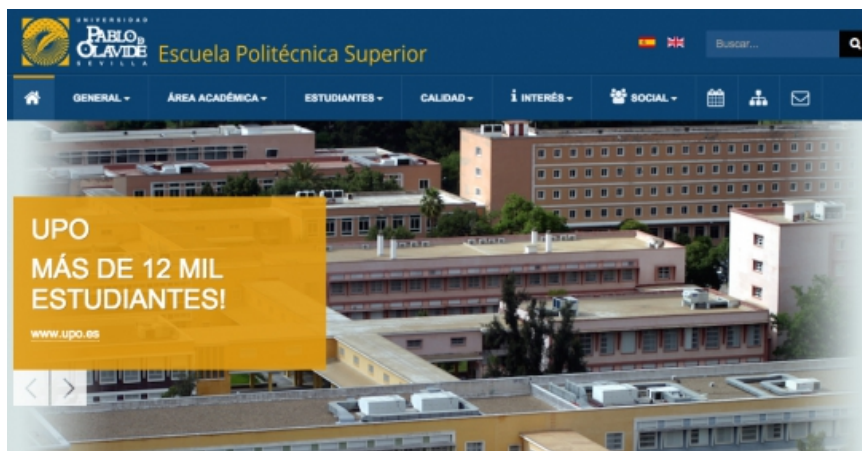 UNIVERSIDAD
PABLO DE
OLAVIDE
SEVILLA
Escuela Politécnica Superior
Buscar...
GENERAL
ÁREA ACADÉMICA
ESTUDIANTES
CALIDAD
INTERÉS
SOCIAL
UPO
MÁS DE 12 MIL
ESTUDIANTES!
www.upo.es